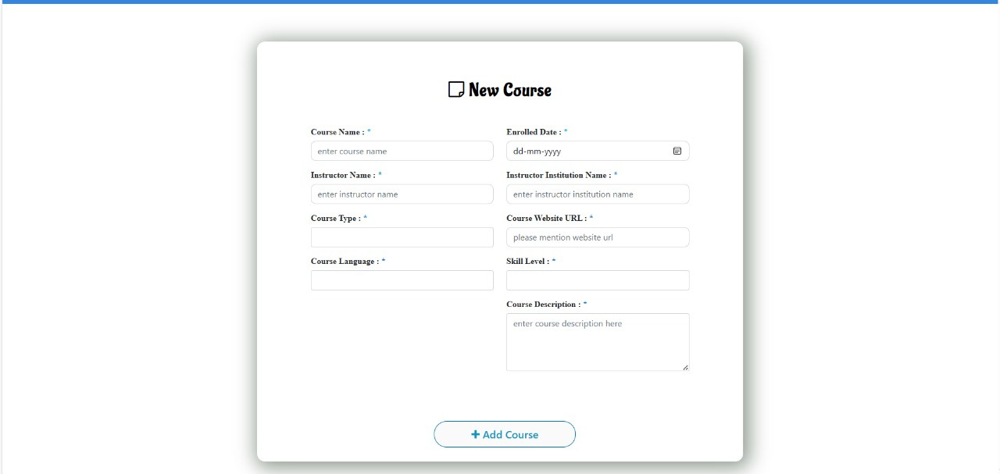 New Course
Course Name : *
Enrolled Date : *
enter course name
dd-mm-yyyy
Instructor Name : *
Instructor Institution Name : *
enter instructor name
enter instructor institution name
Course Type : *
Course Website URL : *
please mention website url
Course Language : *
Skill Level : *
Course Description : *
enter course description here
+ Add Course